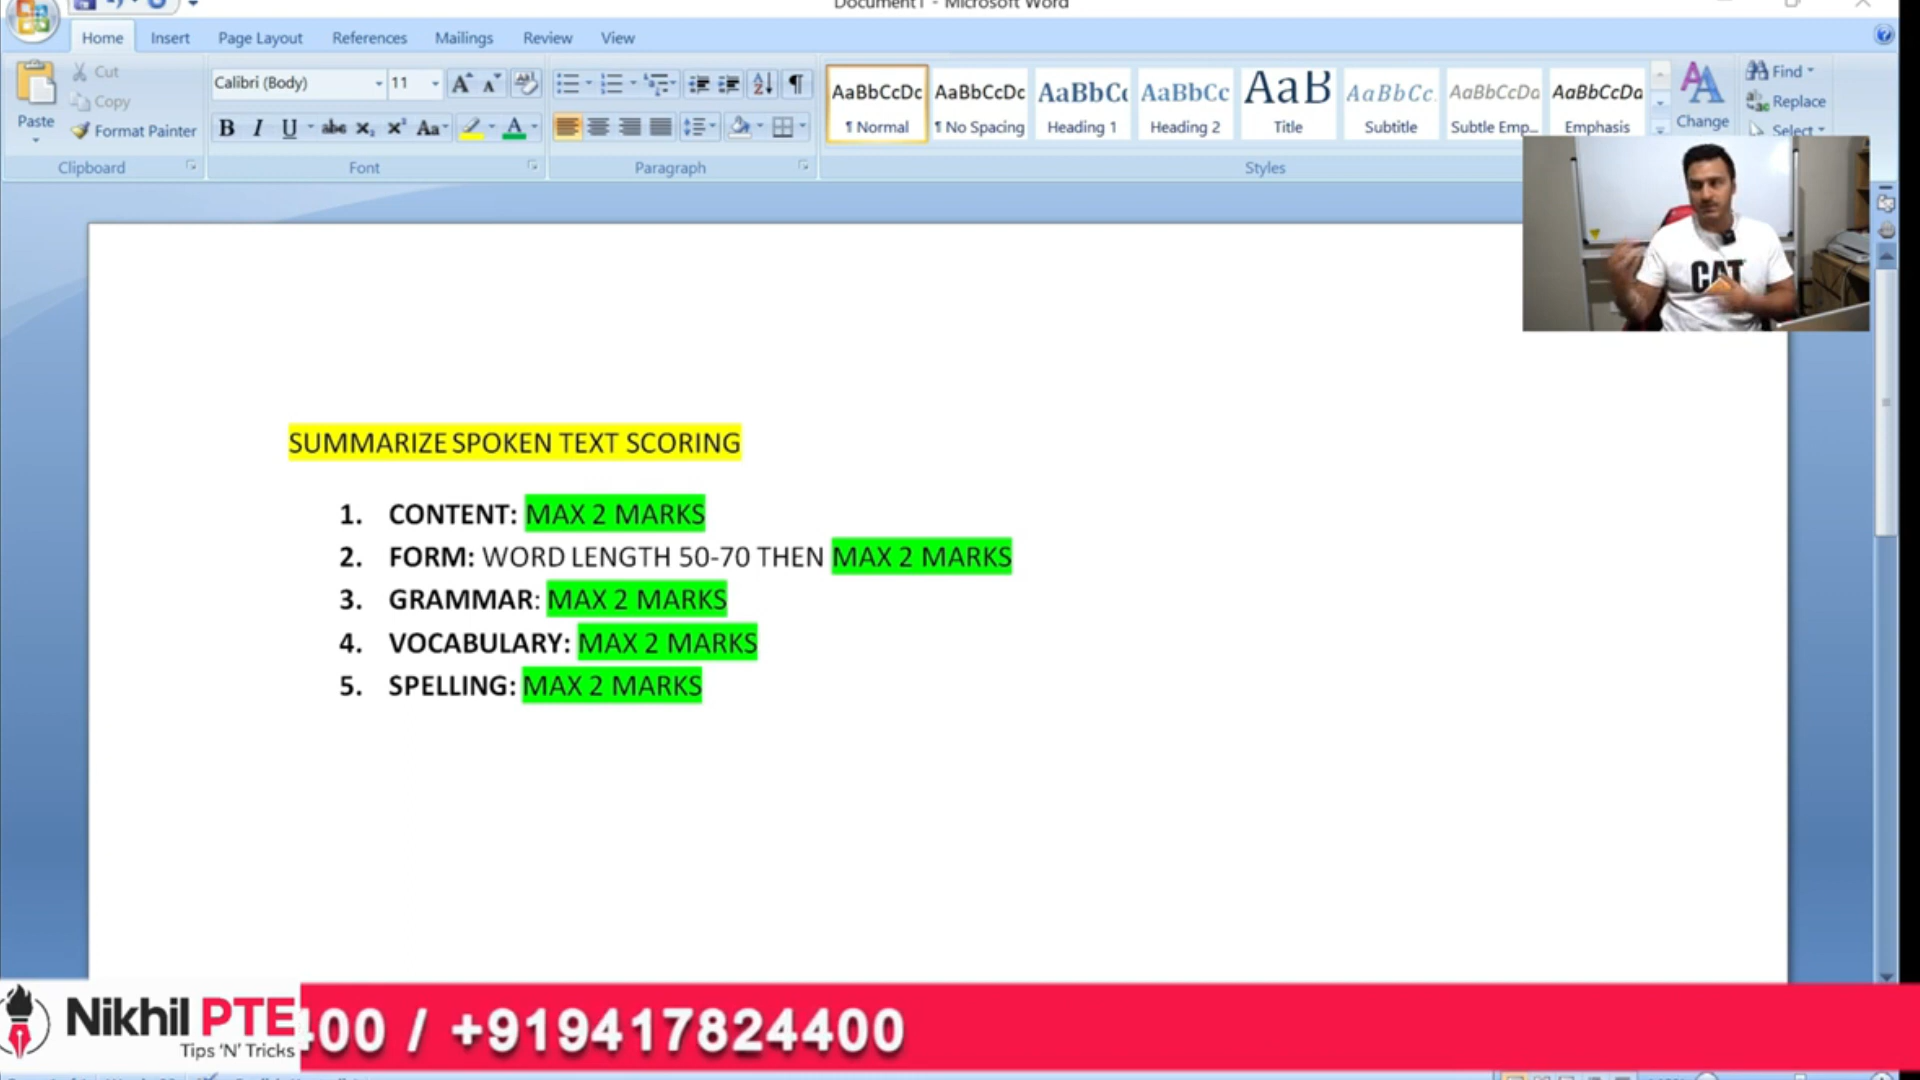 Document1 - Microsoft Word
Home Insert Page Layout References Mailings Review View
Cut
Copy
Format Painter
Paste
Calibri (Body) 11
AaBbCcDc AaBbCcDc AaBbCc AaBbCc AaB AaBbCc. AaBbCcDa AaBbCcDa
¶ Normal ¶ No Spacing Heading 1 Heading 2 Title Subtitle Subtle Emp... Emphasis
Change
Find
Replace
Select
Clipboard Font Paragraph Styles
CAT
SUMMARIZE SPOKEN TEXT SCORING
1. CONTENT: MAX 2 MARKS
2. FORM: WORD LENGTH 50-70 THEN MAX 2 MARKS
3. GRAMMAR: MAX 2 MARKS
4. VOCABULARY: MAX 2 MARKS
5. SPELLING: MAX 2 MARKS
Nikhil PTE
Tips 'N' Tricks
400 / +919417824400